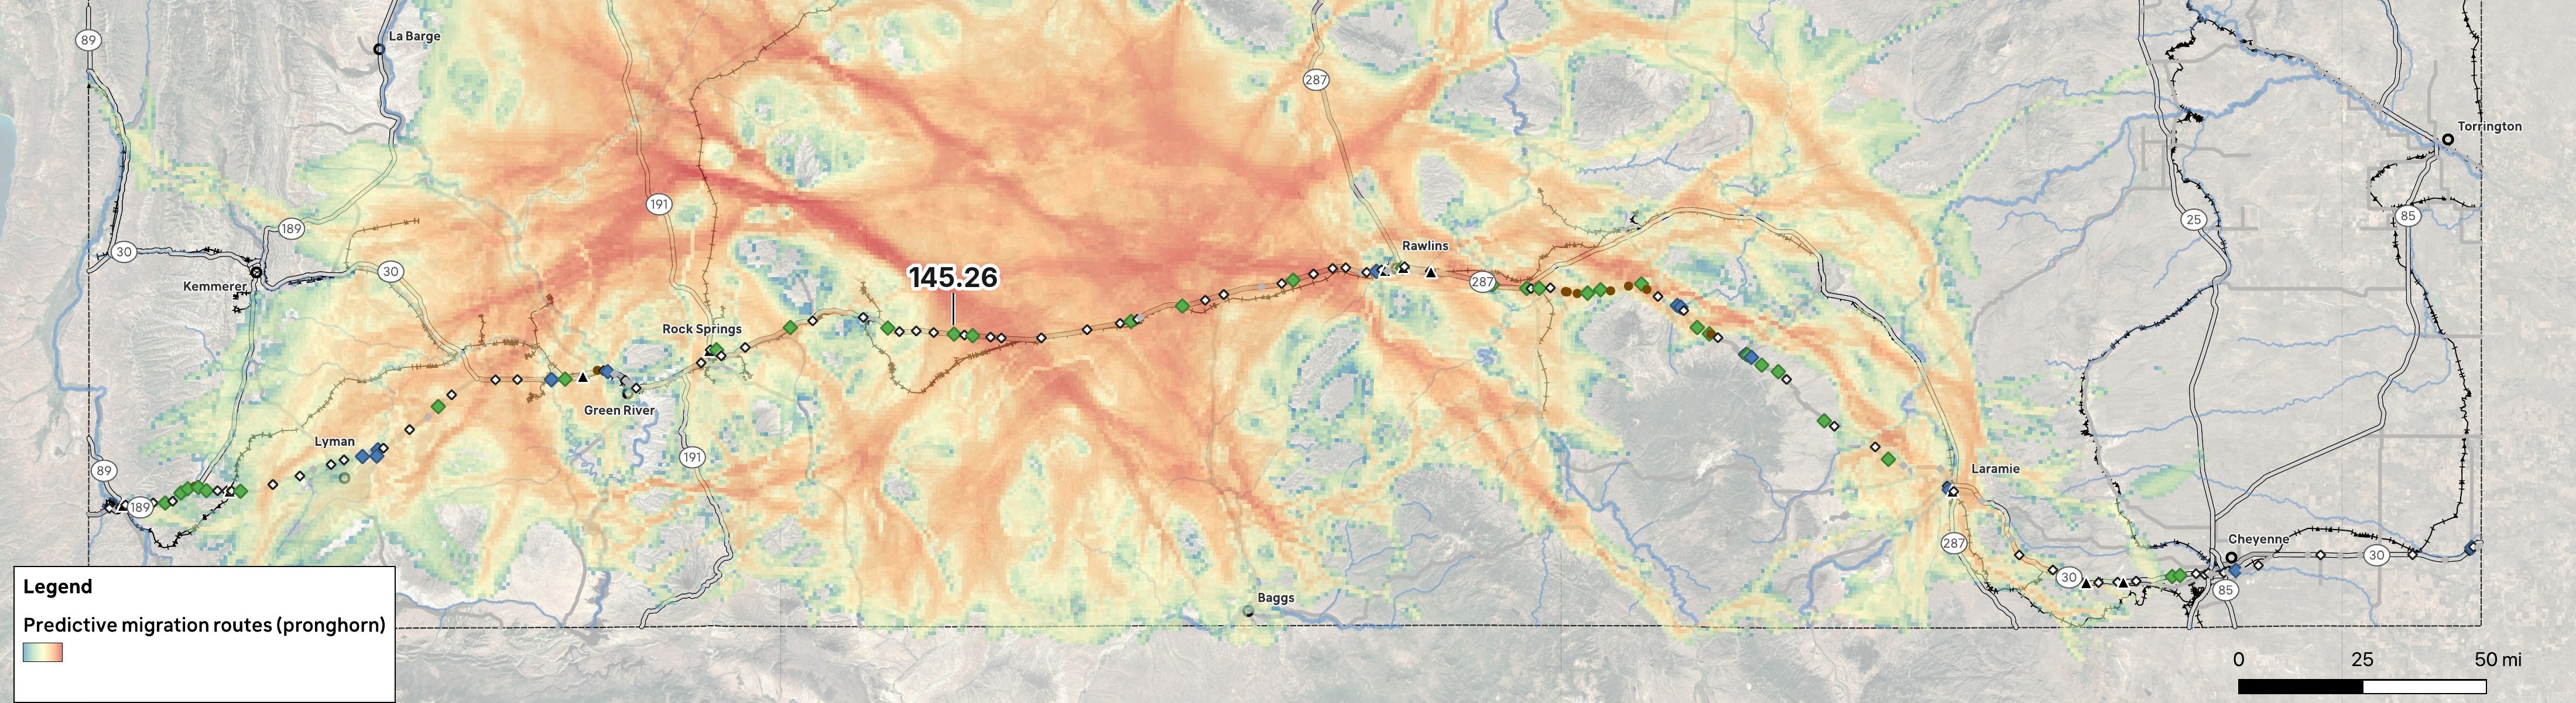 89
La Barge
287
Torrington
191
25
85
189
30
Rawlins
30
287
Kemmerer
145.26
Rock Springs
Green River
Lyman
191
89
Laramie
189
287
Cheyenne
30
30
85
Baggs
Legend
Predictive migration routes (pronghorn)
0 25 50 mi